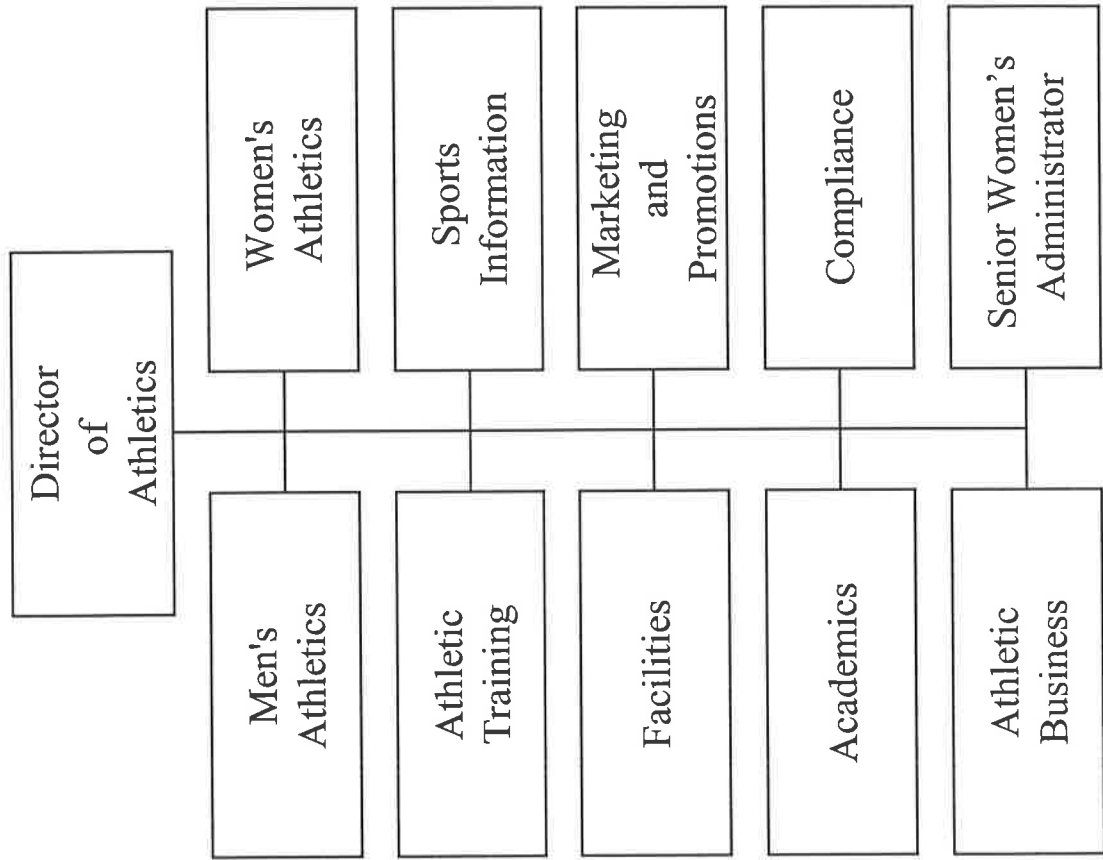 Director
of
Athletics
Men's
Athletics
Women's
Athletics
Athletic
Training
Sports
Information
Facilities
Marketing
and
Promotions
Academics
Compliance
Athletic
Business
Senior Women’s
Administrator